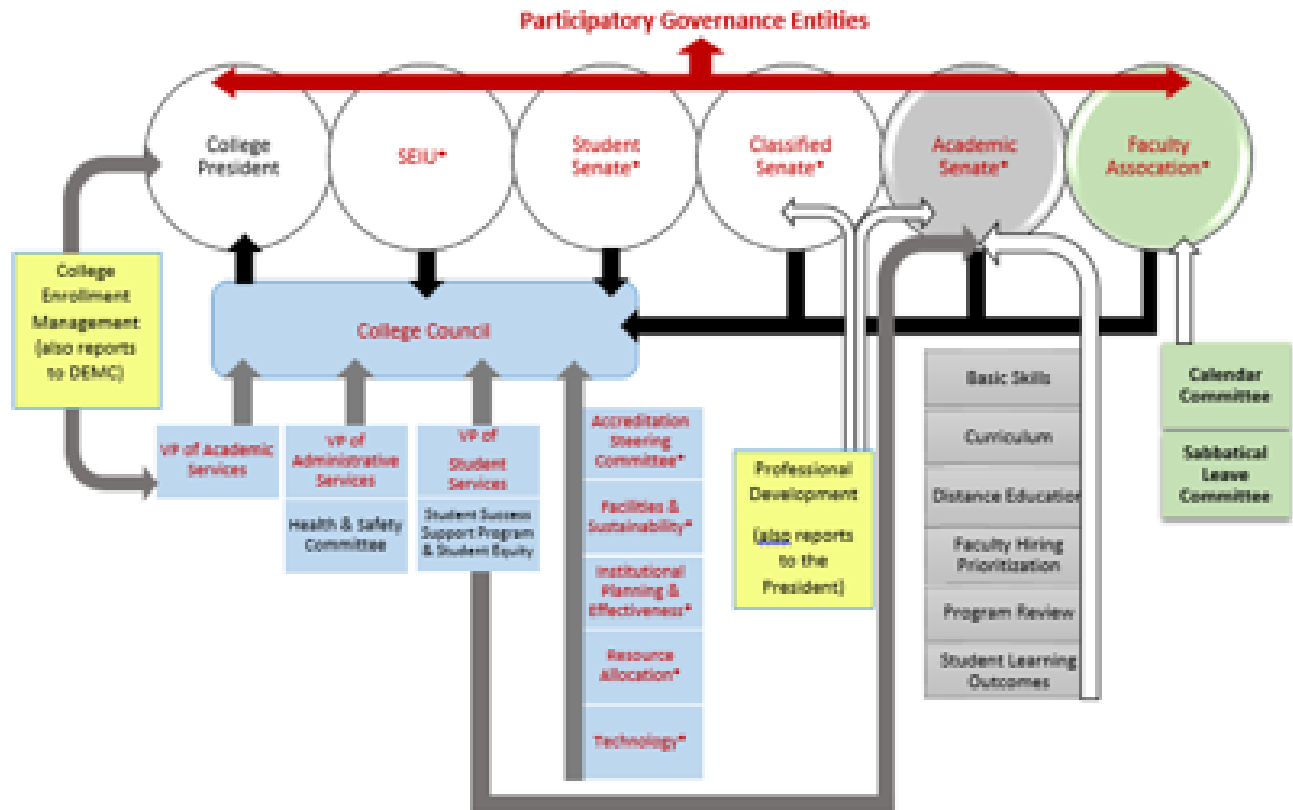 Participatory Governance Entities
College
President
SEIU*
Student
Senate*
Classified
Senate*
Academic
Senate*
Faculty
Assocation*
College
Enrollment
Management
(also reports
to DEMC)
College Council
VP of Academic
Services
VP of
Administrative
Services
Health & Safety
Committee
VP of
Student
Services
Student Success
Support Program
& Student Equity
Accreditation
Steering
Committee*
Facilities &
Sustainability*
Institutional
Planning &
Effectiveness*
Resource
Allocation*
Technology*
Professional
Development
(also reports
to the
President)
Basic Skills
Curriculum
Distance Education
Faculty Hiring
Prioritization
Program Review
Student Learning
Outcomes
Calendar
Committee
Sabbatical
Leave
Committee